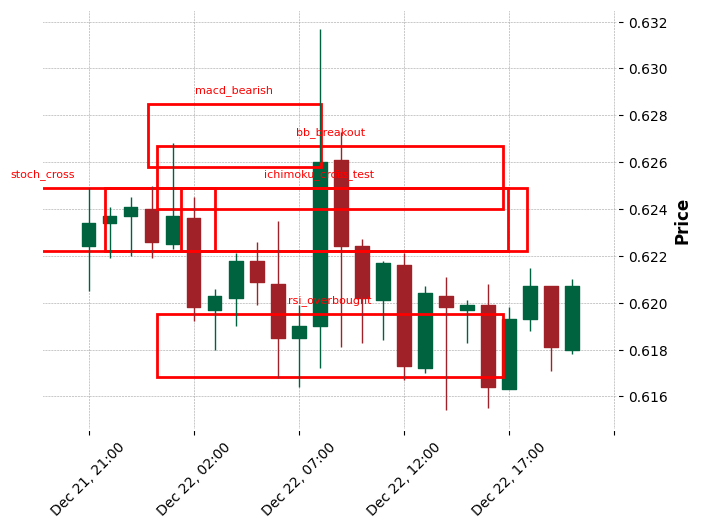 0.632
0.630
macd_bearish
0.628
bb_breakout
0.626
stoch_cross
0.624
0.622
Price
0.620
rsi_overbought
0.618
0.616
Dec 21, 21:00
Dec 22, 02:00
Dec 22, 07:00
Dec 22, 12:00
Dec 22, 17:00